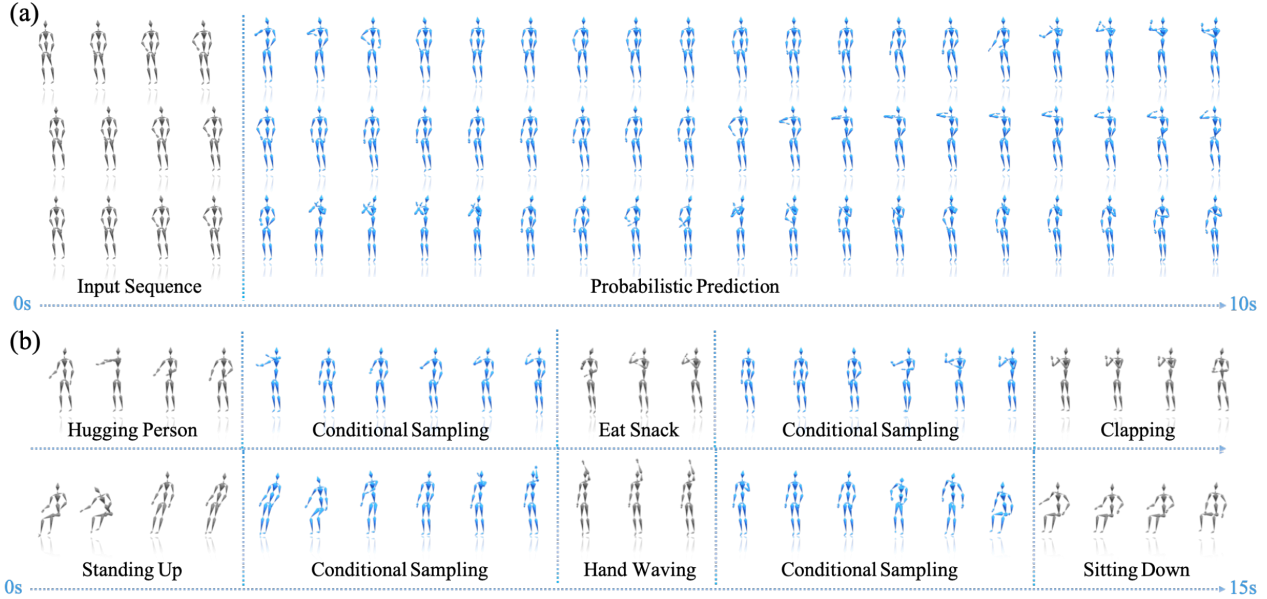 (a)
Input Sequence Probabilistic Prediction
0s 10s
(b)
Hugging Person Conditional Sampling Eat Snack Conditional Sampling Clapping
Standing Up Conditional Sampling Hand Waving Conditional Sampling Sitting Down
0s 15s